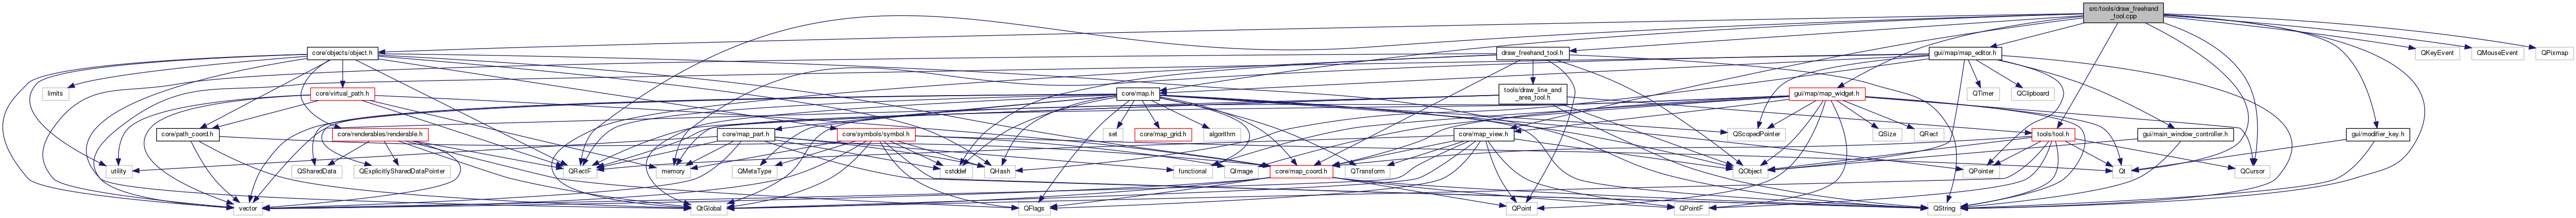 src/tools/draw_freehand
_tool.cpp
core/objects/object.h
draw_freehand_tool.h
gui/map/map_editor.h
QKeyEvent
QMouseEvent
QPixmap
limits
core/virtual_path.h
core/map.h
tools/draw_line_and
_area_tool.h
gui/map/map_widget.h
QTimer
QClipboard
core/path_coord.h
core/renderables/renderable.h
core/map_part.h
core/symbols/symbol.h
set
core/map_grid.h
algorithm
core/map_view.h
QScopedPointer
QSize
QRect
tools/tool.h
gui/main_window_controller.h
gui/modifier_key.h
utility
QSharedData
QExplicitlySharedDataPointer
QRectF
memory
QMetaType
cstddef
QHash
functional
QImage
core/map_coord.h
QTransform
QObject
QPointer
Qt
QCursor
vector
QtGlobal
QFlags
QPoint
QPointF
QString